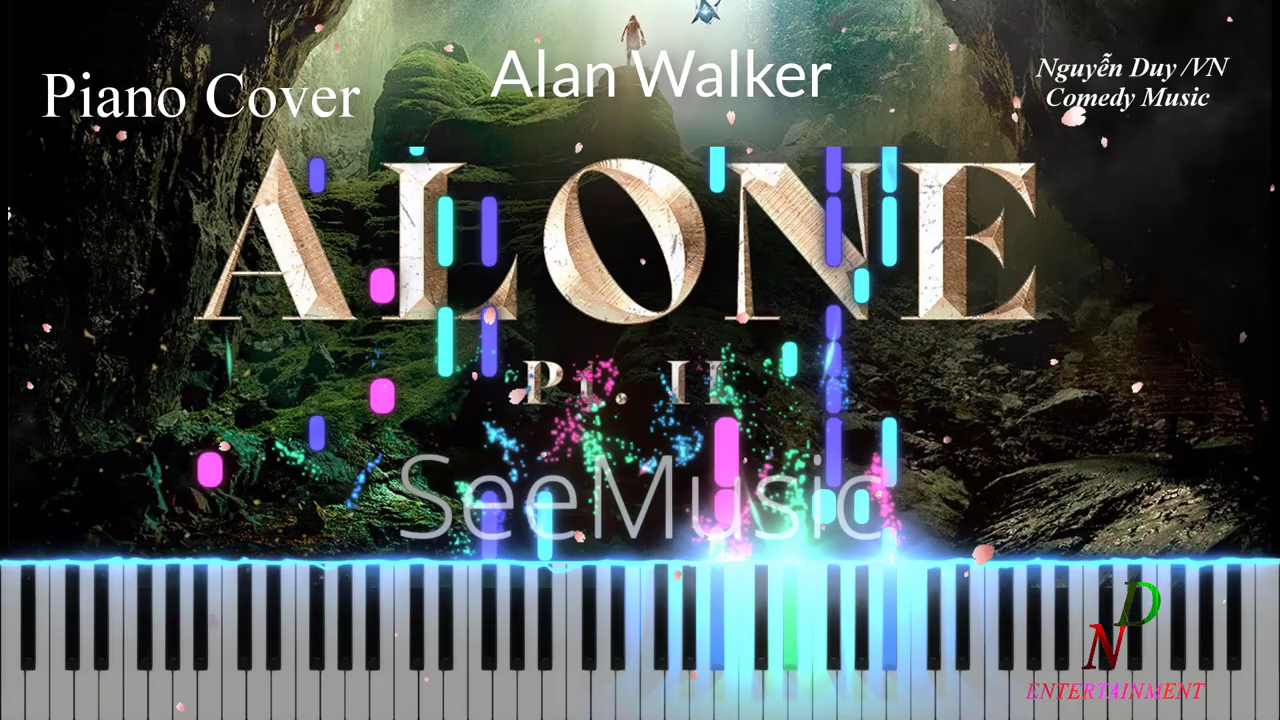 Piano Cover
Alan Walker
Nguyễn Duy /VN
Comedy Music
ALONE
Pt. II
SeeMusic
ND
ENTERTAINMENT